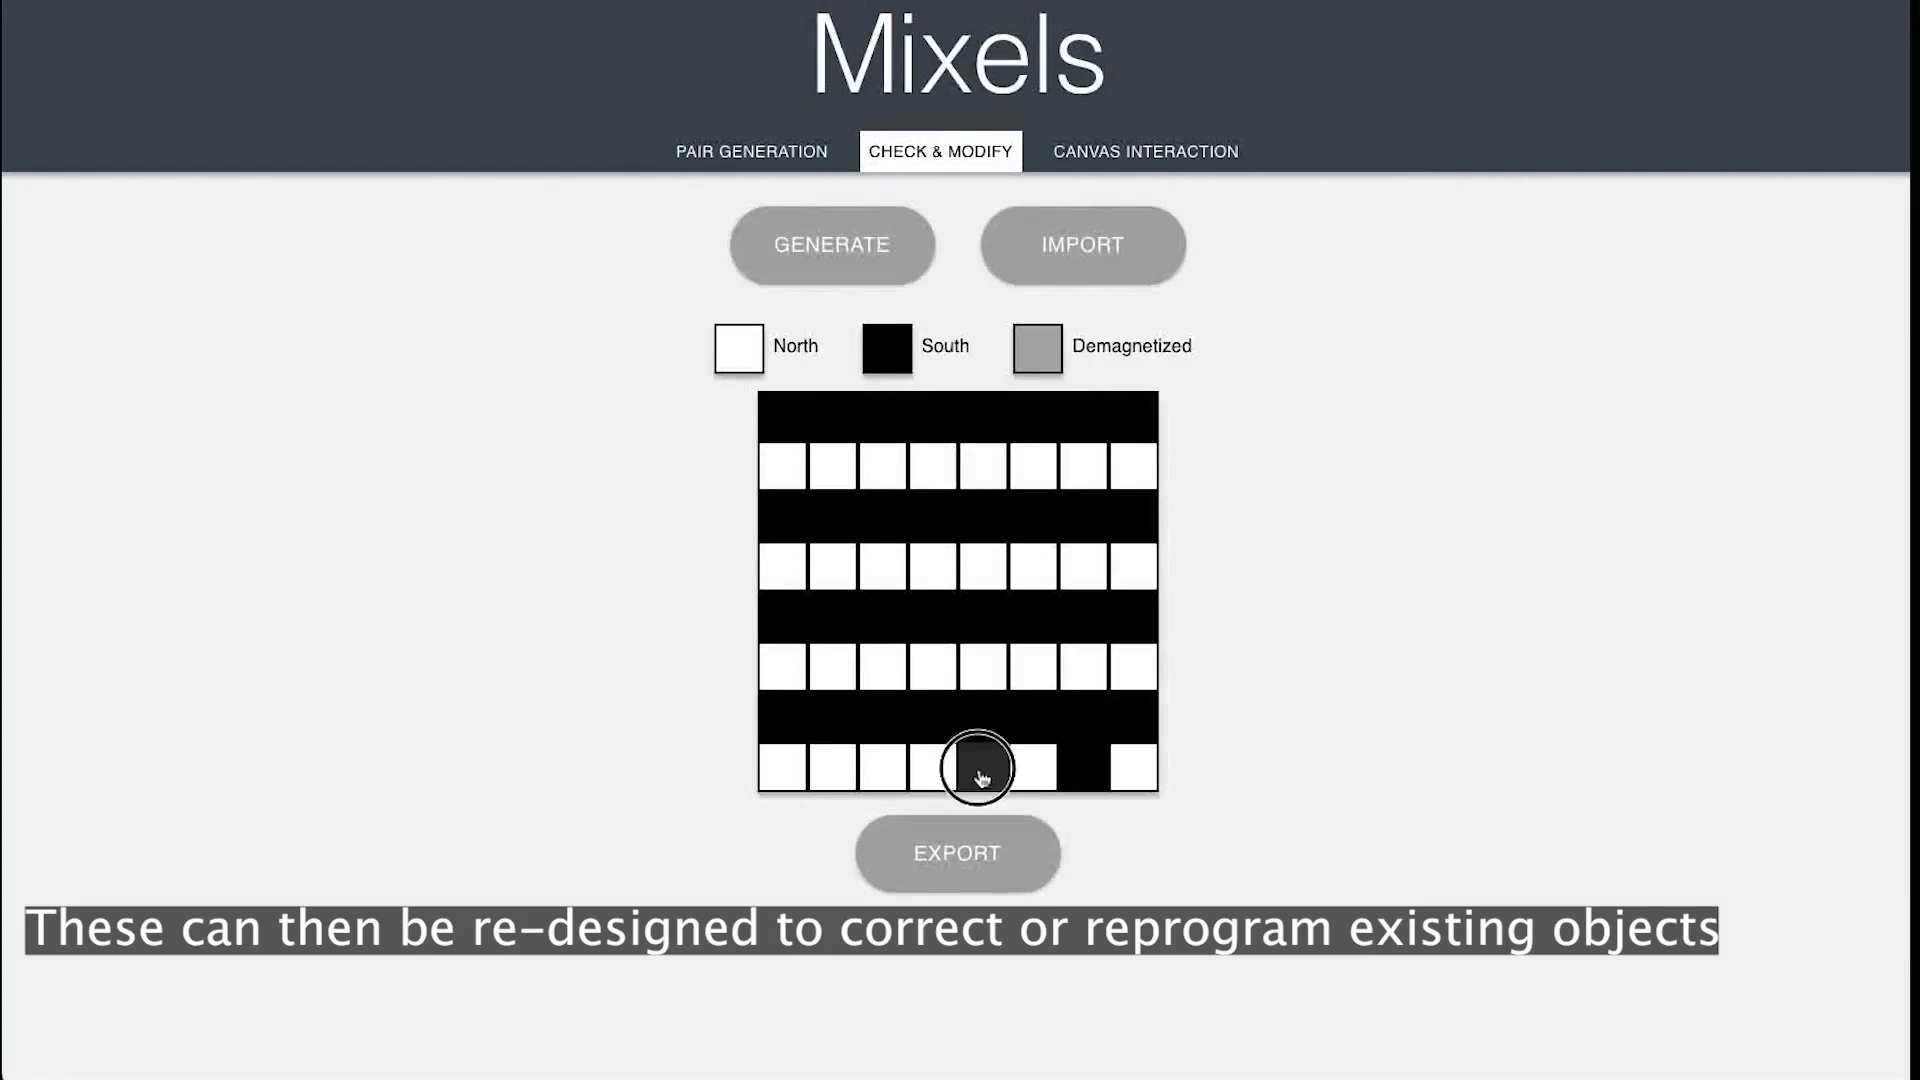 Mixels
PAIR GENERATION CHECK & MODIFY CANVAS INTERACTION
GENERATE IMPORT
North South Demagnetized
EXPORT
These can then be re-designed to correct or reprogram existing objects